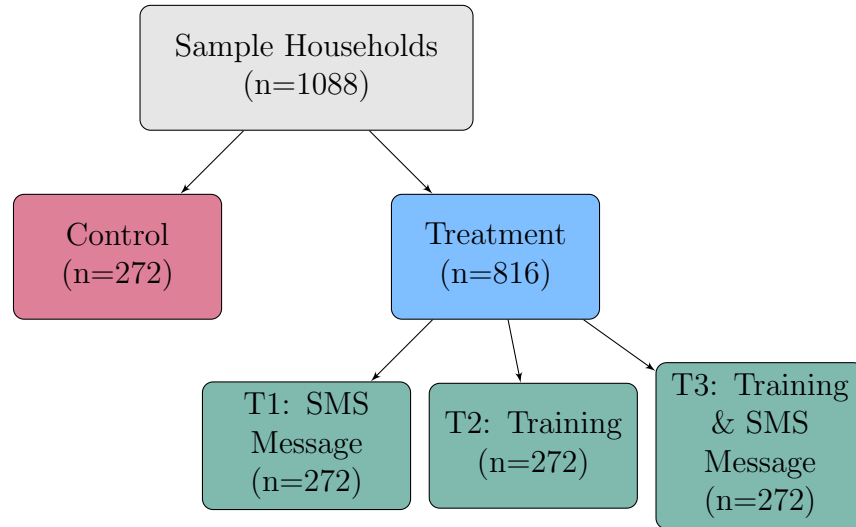 Sample Households
(n=1088)
Control
(n=272)
Treatment
(n=816)
T1: SMS
Message
(n=272)
T2: Training
(n=272)
T3: Training
& SMS
Message
(n=272)